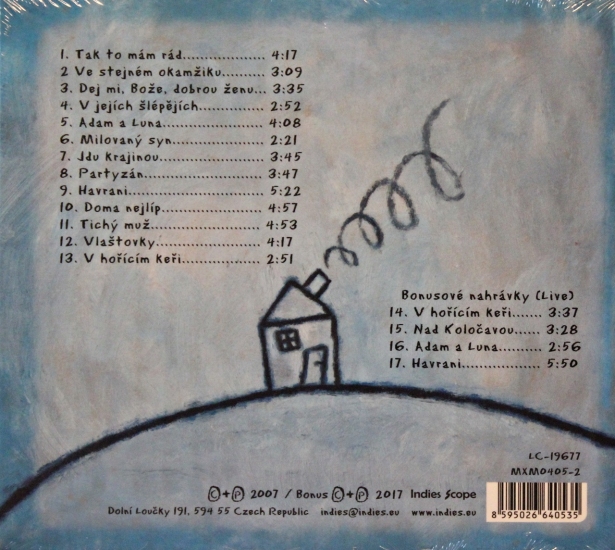 1. Tak to mám rád................ 4:17
2 Ve stejném okamžiku.......... 3:09
3. Dej mi, Bože, dobrou ženu... 3:35
4. V jejích šlépějích............... 2:52
5. Adam a Luna...................... 4:08
6. Milovaný syn...................... 2:21
7. Jdu krajinou...................... 3:45
8. Partyzán.......................... 3:47
9. Havrani............................ 5:22
10. Doma nejlíp...................... 4:57
11. Tichý muž........................ 4:53
12. Vlaštovky........................ 4:17
13. V hořícím keři................... 2:51
Bonusové nahrávky (Live)
14. V hořícím keři....... 3:37
15. Nad Koločavou...... 3:28
16. Adam a Luna.......... 2:56
17. Havrani.................. 5:50
LC-19677
MXM0405-2
©+℗ 2007 / Bonus ©+℗ 2017 Indies Scope
Dolní Loučky 191, 594 55 Czech Republic indies@indies.eu www.indies.eu
8 595026 640535